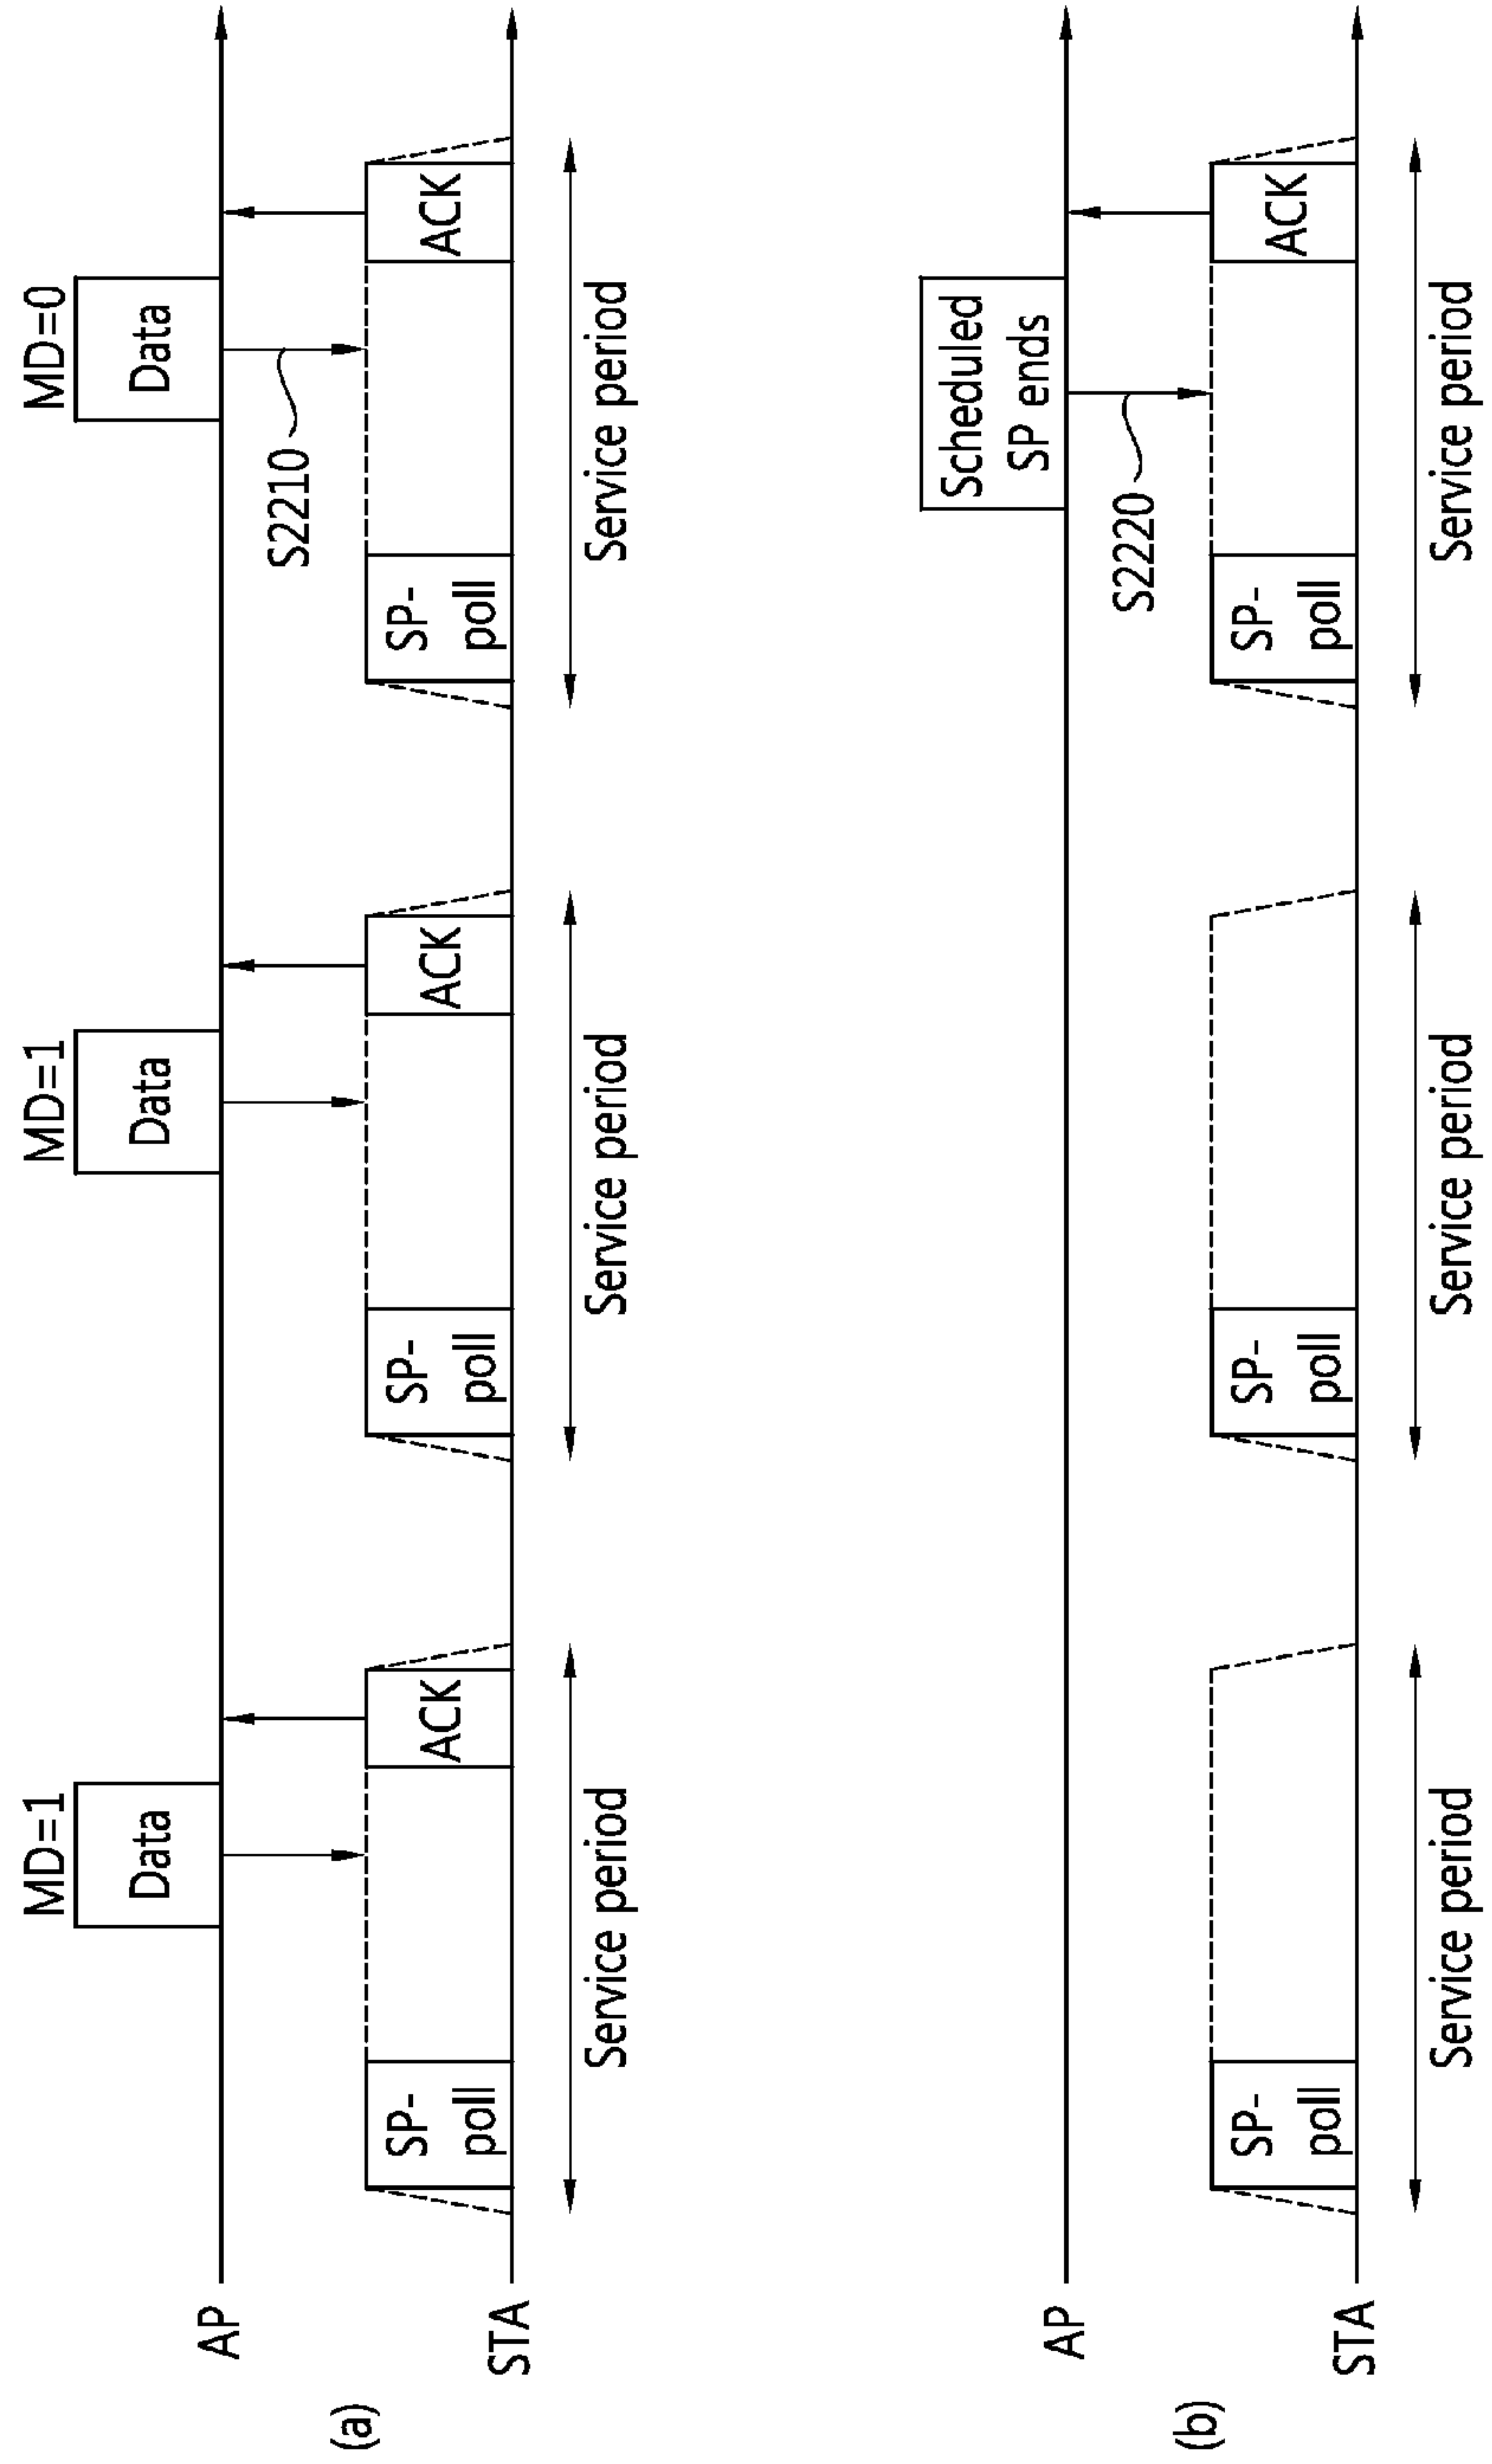 (a)
MD=1
MD=1
MD=0
Data
Data
Data
AP
S2210
SP-
poll
ACK
SP-
poll
ACK
SP-
poll
ACK
STA
Service period
Service period
Service period
(b)
Scheduled
SP ends
AP
S2220
SP-
poll
SP-
poll
SP-
poll
ACK
STA
Service period
Service period
Service period